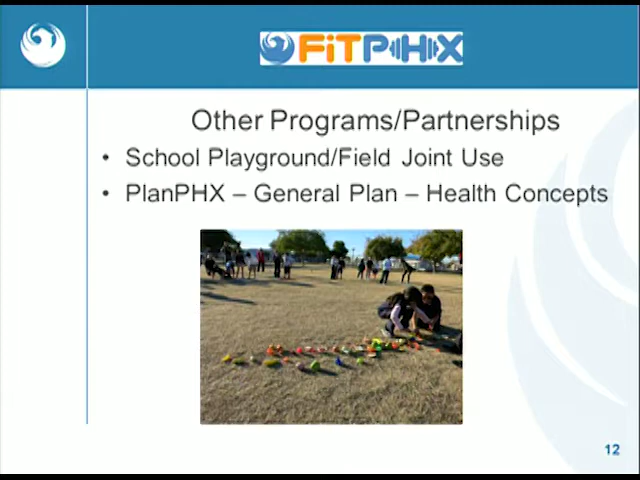 FiTPHX
Other Programs/Partnerships
• School Playground/Field Joint Use
• PlanPHX – General Plan – Health Concepts
12